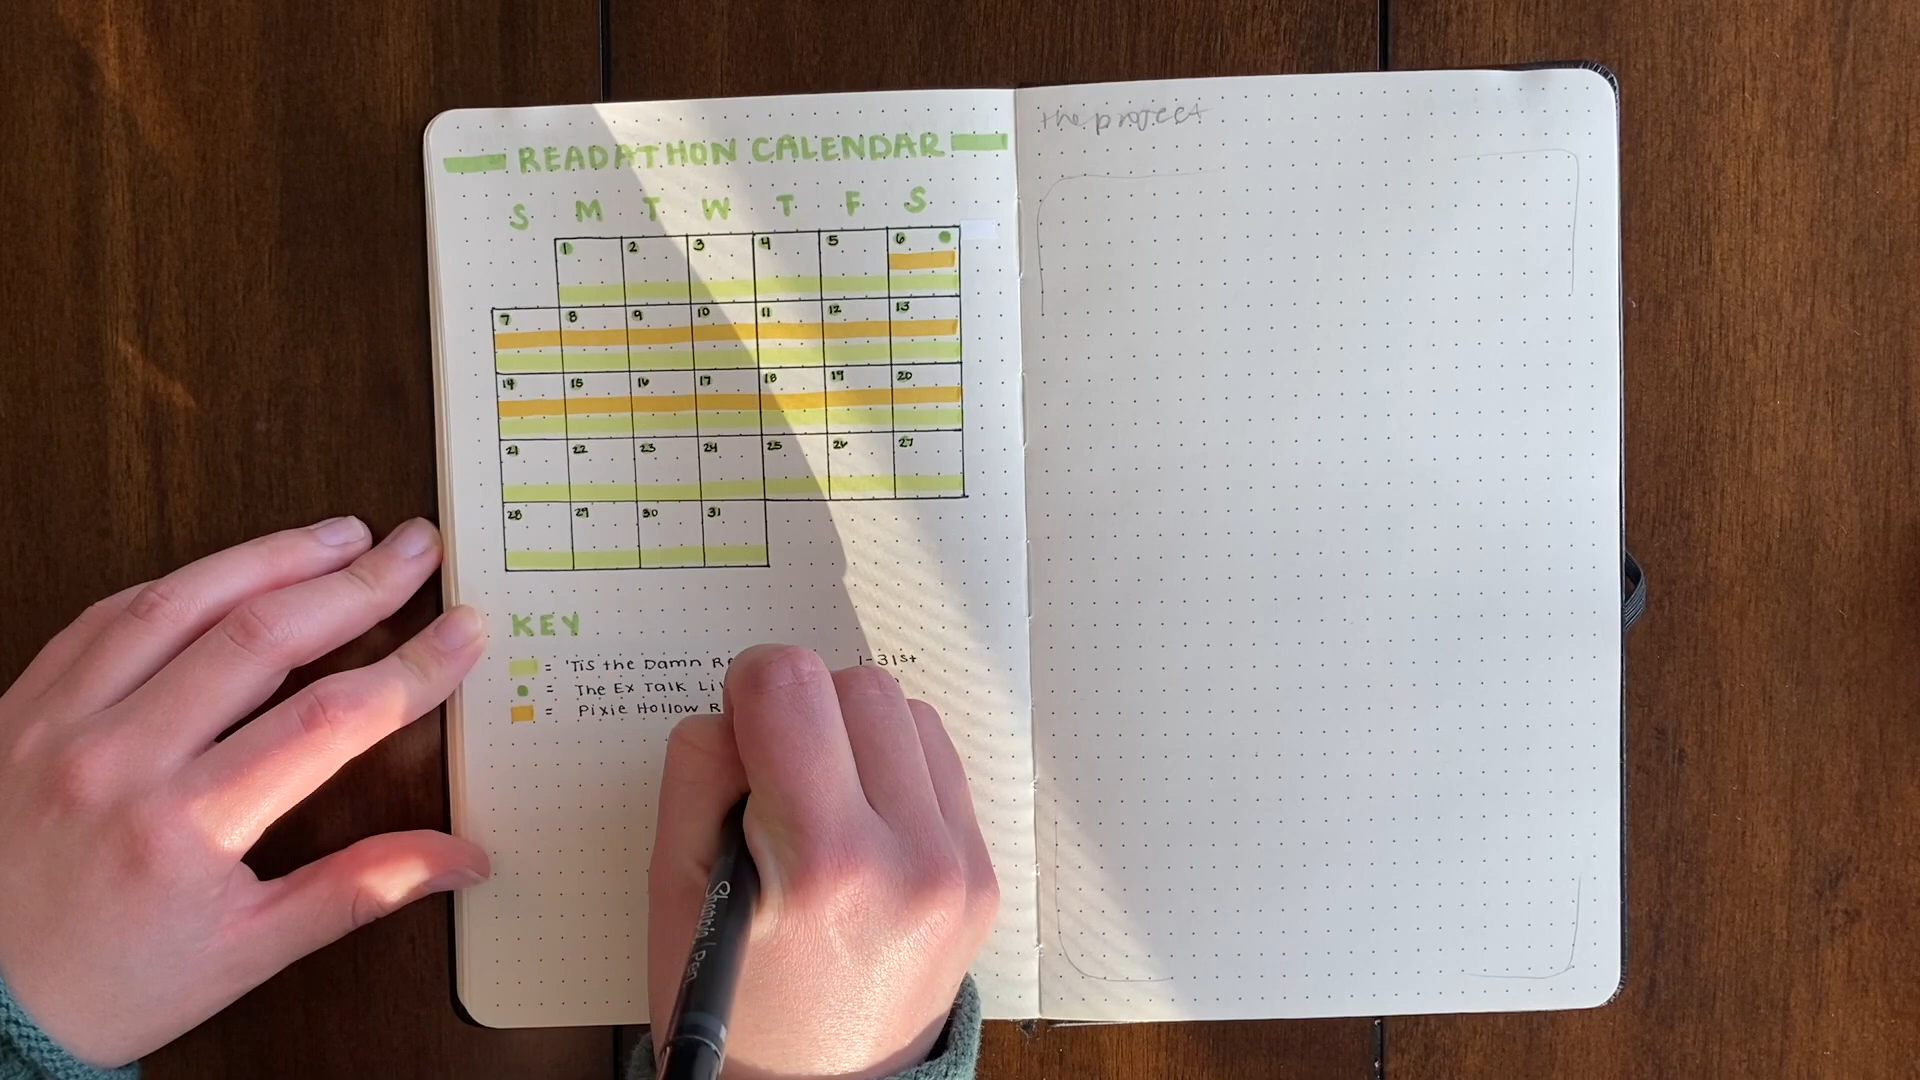 the project
READATHON CALENDAR
S M T W T F S
1 2 3 4 5 6
7 8 9 10 11 12 13
14 15 16 17 18 19 20
21 22 23 24 25 26 27
28 29 30 31
KEY
= 'Tis the Damn 1-31st
= The Ex Talk
= Pixie Hollow
Sharpie | Pen